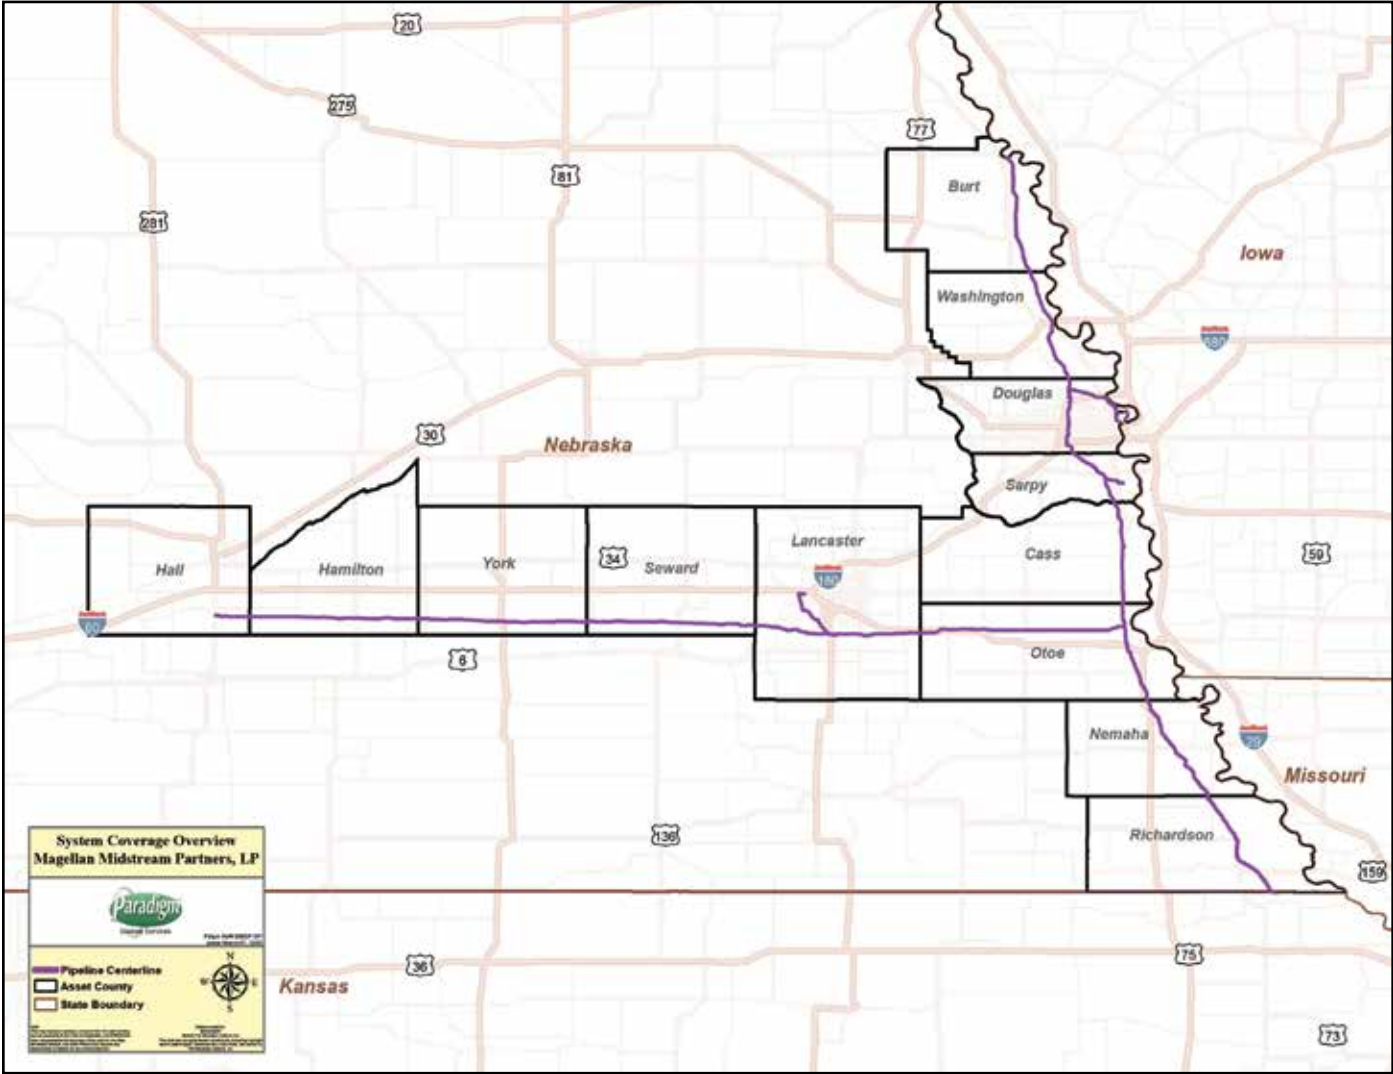 20
275
77
81
Burt
281
Iowa
Washington
680
Douglas
30
Nebraska
Sarpy
Lancaster
Cass
59
34
York
Seward
Hall
Hamilton
180
80
Otoe
6
Nemaha
29
Missouri
136
Richardson
159
System Coverage Overview
Magellan Midstream Partners, LP
Paradigm
N
W E
S
Pipeline Centerline
Asset County
State Boundary
36
Kansas
75
73